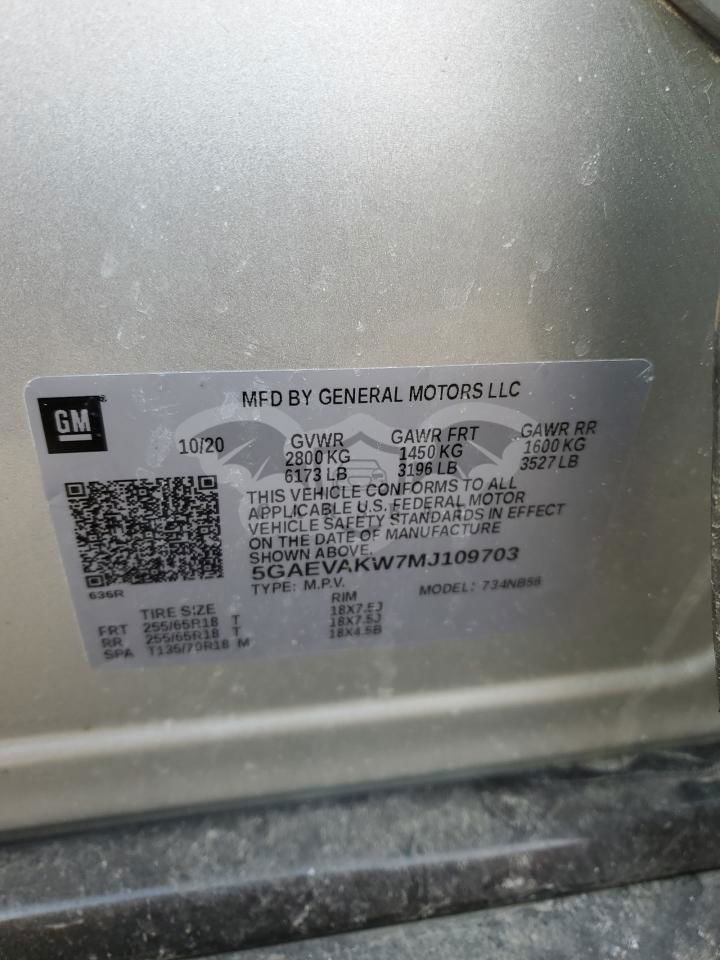 MFD BY GENERAL MOTORS LLC
GM
10/20 GVWR GAWR FRT GAWR RR
2800 KG 1450 KG 1600 KG
6173 LB 3196 LB 3527 LB
THIS VEHICLE CONFORMS TO ALL
APPLICABLE U.S. FEDERAL MOTOR
VEHICLE SAFETY STANDARDS IN EFFECT
ON THE DATE OF MANUFACTURE
SHOWN ABOVE.
5GAEVAKW7MJ109703
TYPE: M.P.V. MODEL: 734NB56
636R
TIRE SIZE RIM
FRT 255/65R18 T 18X7.5J
RR 255/65R18 T 18X7.5J
SPA T135/70R18 M 18X4.5B